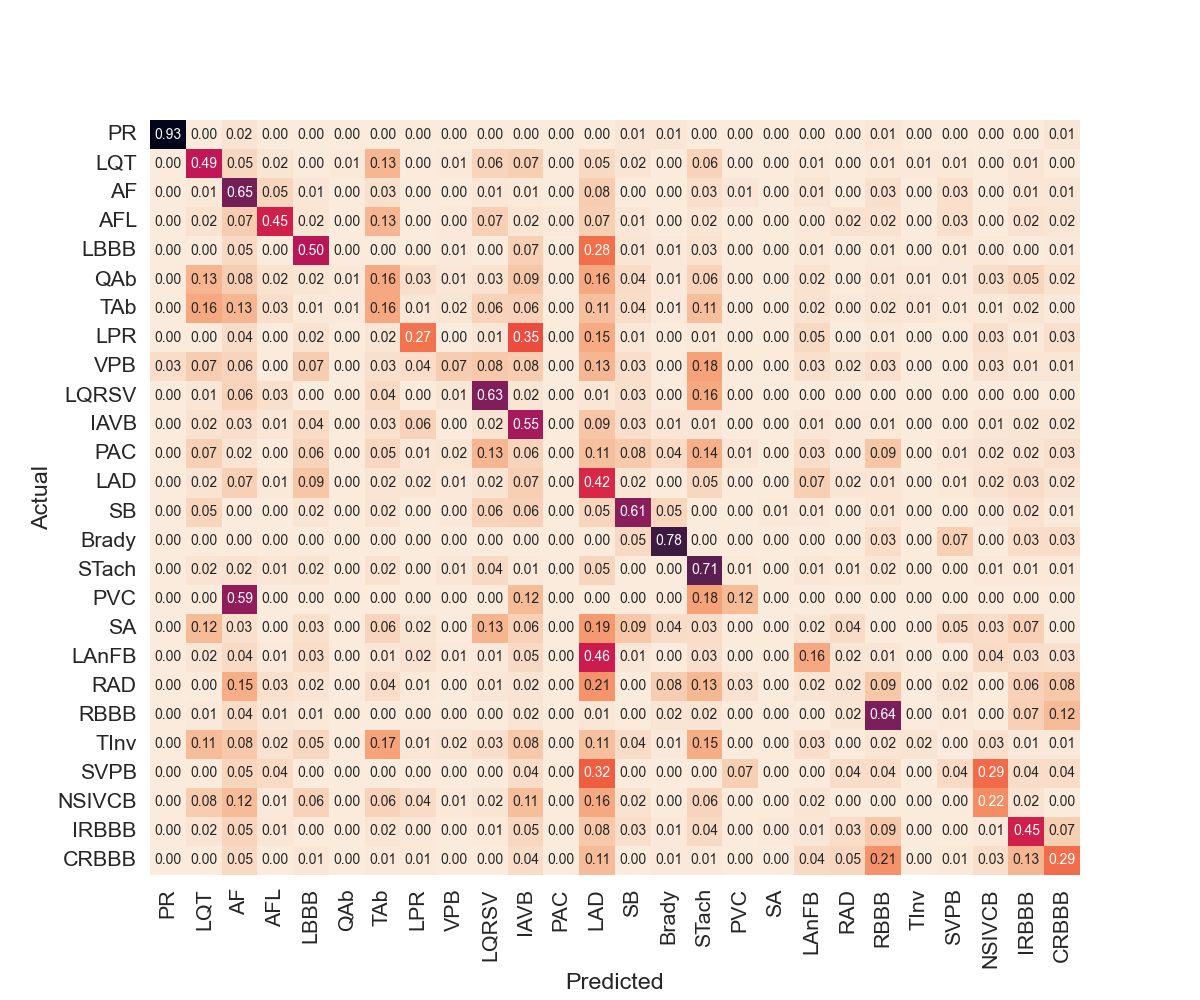 PR 0.93 0.00 0.02 0.00 0.00 0.00 0.00 0.00 0.00 0.00 0.00 0.00 0.00 0.01 0.01 0.00 0.00 0.00 0.00 0.00 0.01 0.00 0.00 0.00 0.00 0.01
LQT 0.00 0.49 0.05 0.02 0.00 0.01 0.13 0.00 0.01 0.06 0.07 0.00 0.05 0.02 0.00 0.06 0.00 0.00 0.01 0.00 0.01 0.01 0.01 0.00 0.01 0.00
AF 0.00 0.01 0.65 0.05 0.01 0.00 0.03 0.00 0.00 0.01 0.01 0.00 0.08 0.00 0.00 0.03 0.01 0.00 0.01 0.00 0.03 0.00 0.03 0.00 0.01 0.01
AFL 0.00 0.02 0.07 0.45 0.02 0.00 0.13 0.00 0.00 0.07 0.02 0.00 0.07 0.01 0.00 0.02 0.00 0.00 0.00 0.02 0.02 0.00 0.03 0.00 0.02 0.02
LBBB 0.00 0.00 0.05 0.00 0.50 0.00 0.00 0.00 0.01 0.00 0.07 0.00 0.28 0.01 0.01 0.03 0.00 0.00 0.01 0.00 0.01 0.00 0.01 0.00 0.00 0.01
QAb 0.00 0.13 0.08 0.02 0.02 0.01 0.16 0.03 0.01 0.03 0.09 0.00 0.16 0.04 0.01 0.06 0.00 0.00 0.02 0.00 0.01 0.01 0.01 0.03 0.05 0.02
TAb 0.00 0.16 0.13 0.03 0.01 0.01 0.16 0.01 0.02 0.06 0.06 0.00 0.11 0.04 0.01 0.11 0.00 0.00 0.02 0.00 0.02 0.01 0.01 0.01 0.02 0.00
LPR 0.00 0.00 0.04 0.00 0.02 0.00 0.02 0.27 0.00 0.01 0.35 0.00 0.15 0.01 0.00 0.01 0.00 0.00 0.05 0.00 0.01 0.00 0.00 0.03 0.01 0.03
VPB 0.03 0.07 0.06 0.00 0.07 0.00 0.03 0.04 0.07 0.08 0.08 0.00 0.13 0.03 0.00 0.18 0.00 0.00 0.03 0.02 0.03 0.00 0.00 0.03 0.01 0.01
LQRSV 0.00 0.01 0.06 0.03 0.00 0.00 0.04 0.00 0.01 0.63 0.02 0.00 0.01 0.03 0.00 0.16 0.00 0.00 0.00 0.00 0.00 0.00 0.00 0.00 0.00 0.00
IAVB 0.00 0.02 0.03 0.01 0.04 0.00 0.03 0.06 0.00 0.02 0.55 0.00 0.09 0.03 0.01 0.01 0.00 0.00 0.01 0.00 0.01 0.00 0.00 0.01 0.02 0.02
PAC 0.00 0.07 0.02 0.00 0.06 0.00 0.05 0.01 0.02 0.13 0.06 0.00 0.11 0.08 0.04 0.14 0.01 0.00 0.03 0.00 0.09 0.00 0.01 0.02 0.02 0.03
LAD 0.00 0.02 0.07 0.01 0.09 0.00 0.02 0.02 0.01 0.02 0.07 0.00 0.42 0.02 0.00 0.05 0.00 0.00 0.07 0.02 0.01 0.00 0.01 0.02 0.03 0.02
SB 0.00 0.05 0.00 0.00 0.02 0.00 0.02 0.00 0.00 0.06 0.06 0.00 0.05 0.61 0.05 0.00 0.00 0.01 0.01 0.00 0.01 0.00 0.00 0.00 0.02 0.01
Brady 0.00 0.00 0.00 0.00 0.00 0.00 0.00 0.00 0.00 0.00 0.00 0.00 0.00 0.05 0.78 0.00 0.00 0.00 0.00 0.00 0.03 0.00 0.07 0.00 0.03 0.03
STach 0.00 0.02 0.02 0.01 0.02 0.00 0.02 0.00 0.01 0.04 0.01 0.00 0.05 0.00 0.00 0.71 0.01 0.00 0.01 0.01 0.02 0.00 0.00 0.01 0.01 0.01
PVC 0.00 0.00 0.59 0.00 0.00 0.00 0.00 0.00 0.00 0.00 0.12 0.00 0.00 0.00 0.00 0.18 0.12 0.00 0.00 0.00 0.00 0.00 0.00 0.00 0.00 0.00
SA 0.00 0.12 0.03 0.00 0.03 0.00 0.06 0.02 0.00 0.13 0.06 0.00 0.19 0.09 0.04 0.03 0.00 0.00 0.02 0.04 0.00 0.00 0.05 0.03 0.07 0.00
LAnFB 0.00 0.02 0.04 0.01 0.03 0.00 0.01 0.02 0.01 0.01 0.05 0.00 0.46 0.01 0.00 0.03 0.00 0.00 0.16 0.02 0.01 0.00 0.00 0.04 0.03 0.03
RAD 0.00 0.00 0.15 0.03 0.02 0.00 0.04 0.01 0.00 0.01 0.02 0.00 0.21 0.00 0.08 0.13 0.03 0.00 0.02 0.02 0.09 0.00 0.02 0.00 0.06 0.08
RBBB 0.00 0.01 0.04 0.01 0.01 0.00 0.00 0.00 0.00 0.00 0.02 0.00 0.01 0.00 0.02 0.02 0.00 0.00 0.00 0.02 0.64 0.00 0.01 0.00 0.07 0.12
TInv 0.00 0.11 0.08 0.02 0.05 0.00 0.17 0.01 0.02 0.03 0.08 0.00 0.11 0.04 0.01 0.15 0.00 0.00 0.03 0.00 0.02 0.02 0.00 0.03 0.01 0.01
SVPB 0.00 0.00 0.05 0.04 0.00 0.00 0.00 0.00 0.00 0.00 0.04 0.00 0.32 0.00 0.00 0.00 0.07 0.00 0.00 0.04 0.04 0.00 0.04 0.29 0.04 0.04
NSIVCB 0.00 0.08 0.12 0.01 0.06 0.00 0.06 0.04 0.01 0.02 0.11 0.00 0.16 0.02 0.00 0.06 0.00 0.00 0.02 0.00 0.02 0.00 0.00 0.22 0.02 0.00
IRBBB 0.00 0.02 0.05 0.01 0.00 0.00 0.02 0.00 0.00 0.01 0.05 0.00 0.08 0.03 0.01 0.04 0.00 0.00 0.01 0.03 0.09 0.00 0.00 0.01 0.45 0.07
CRBBB 0.00 0.00 0.05 0.00 0.01 0.00 0.01 0.01 0.00 0.00 0.04 0.00 0.11 0.00 0.01 0.01 0.00 0.00 0.04 0.05 0.21 0.00 0.01 0.03 0.13 0.29
Actual
PR LQT AF AFL LBBB QAb TAb LPR VPB LQRSV IAVB PAC LAD SB Brady STach PVC SA LAnFB RAD RBBB TInv SVPB NSIVCB IRBBB CRBBB
Predicted